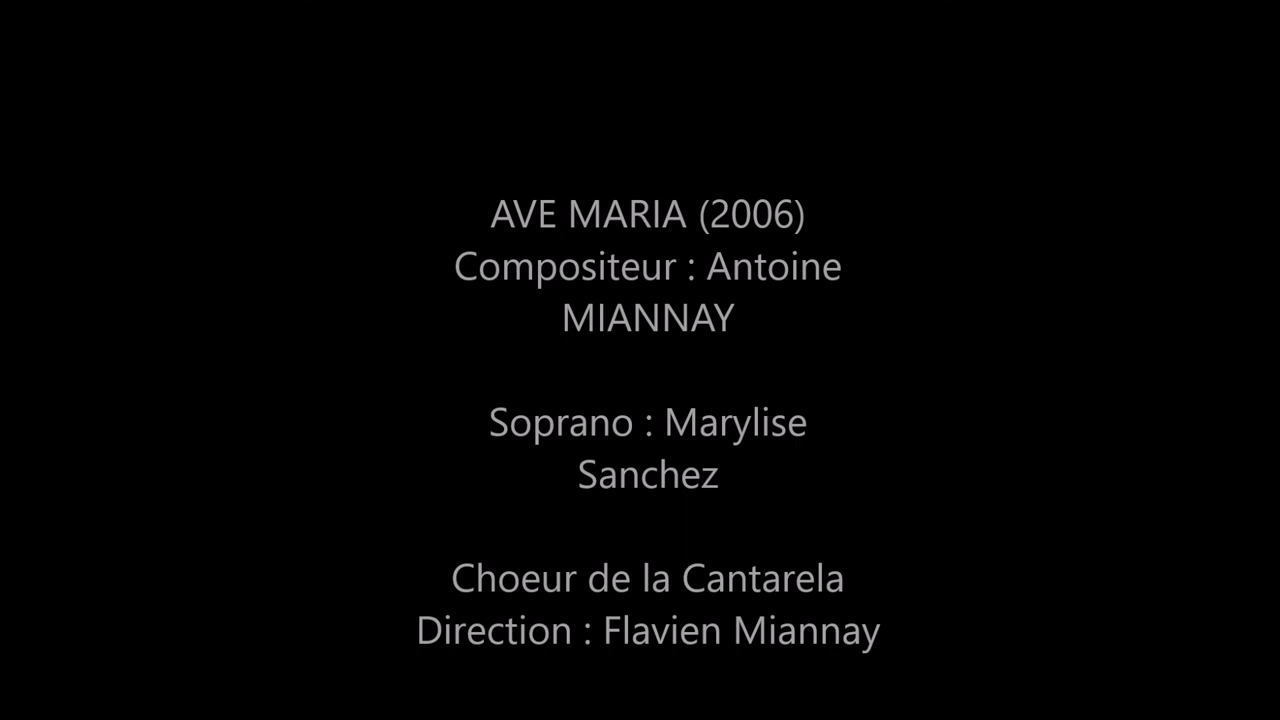 AVE MARIA (2006)
Compositeur : Antoine
MIANNAY
Soprano : Marylise
Sanchez
Choeur de la Cantarela
Direction : Flavien Miannay